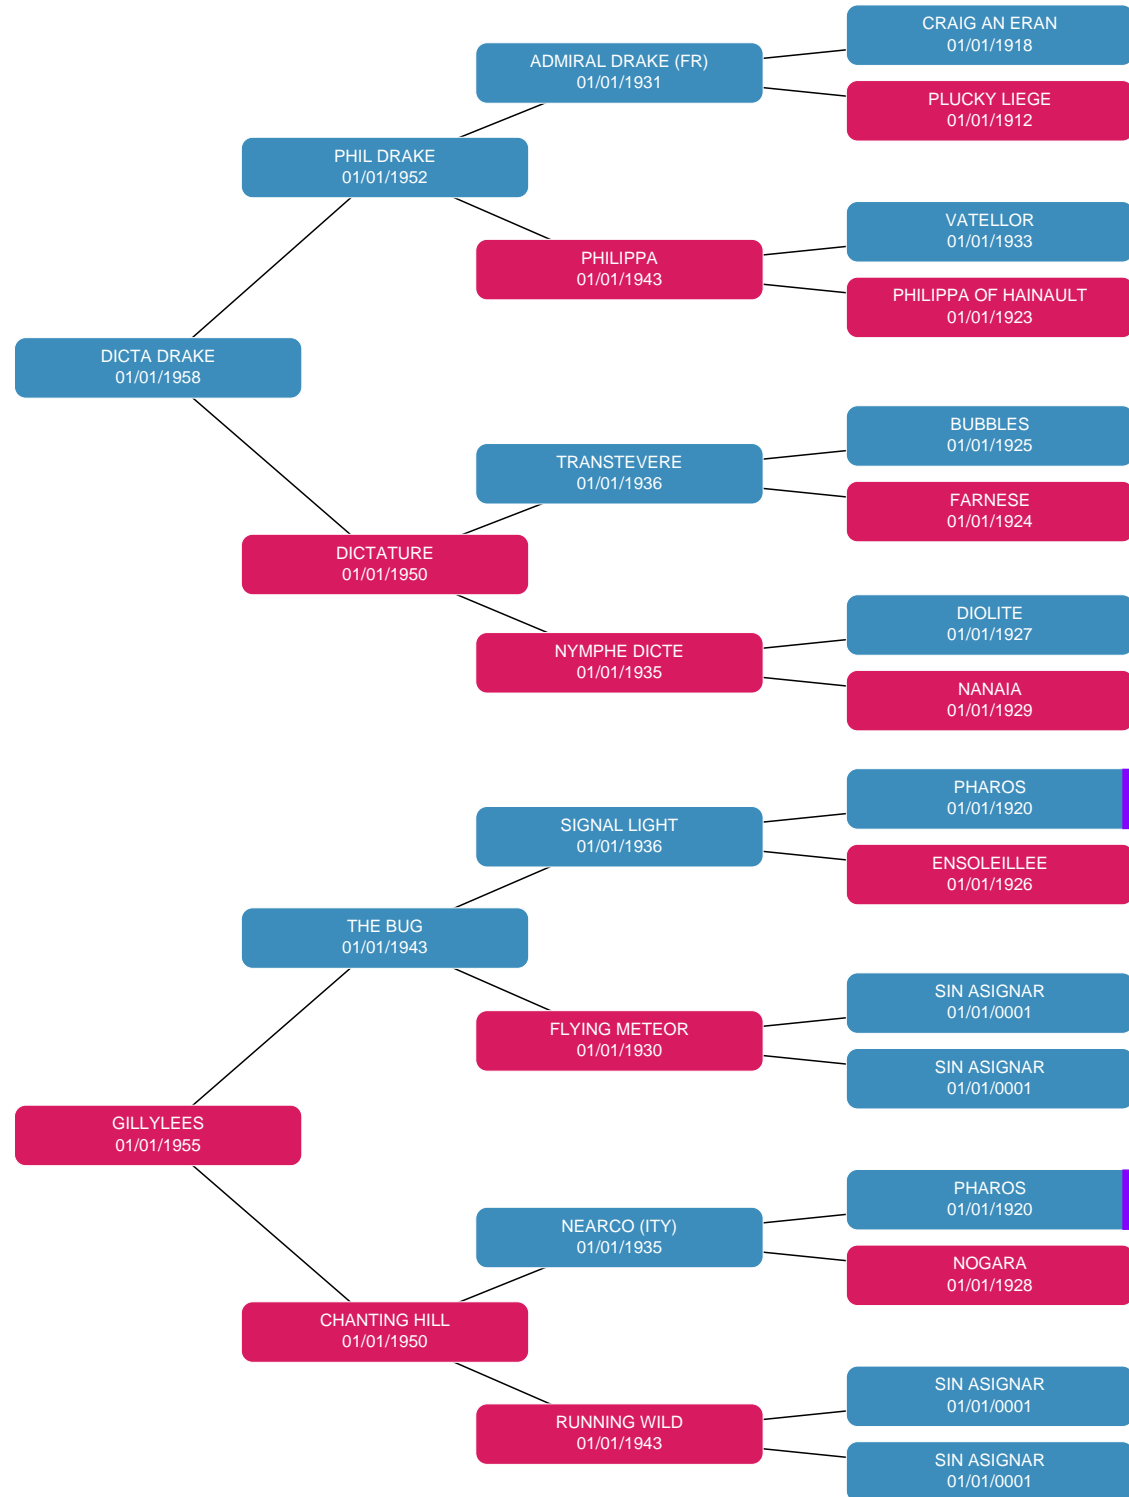 CRAIG AN ERAN
01/01/1918
ADMIRAL DRAKE (FR)
01/01/1931
PLUCKY LIEGE
01/01/1912
PHIL DRAKE
01/01/1952
VATELLOR
01/01/1933
PHILIPPA
01/01/1943
PHILIPPA OF HAINAULT
01/01/1923
DICTA DRAKE
01/01/1958
BUBBLES
01/01/1925
TRANSTEVERE
01/01/1936
FARNESE
01/01/1924
DICTATURE
01/01/1950
DIOLITE
01/01/1927
NYMPHE DICTE
01/01/1935
NANAIA
01/01/1929
PHAROS
01/01/1920
SIGNAL LIGHT
01/01/1936
ENSOLEILLEE
01/01/1926
THE BUG
01/01/1943
SIN ASIGNAR
01/01/0001
FLYING METEOR
01/01/1930
SIN ASIGNAR
01/01/0001
GILLYLEES
01/01/1955
PHAROS
01/01/1920
NEARCO (ITY)
01/01/1935
NOGARA
01/01/1928
CHANTING HILL
01/01/1950
SIN ASIGNAR
01/01/0001
RUNNING WILD
01/01/1943
SIN ASIGNAR
01/01/0001